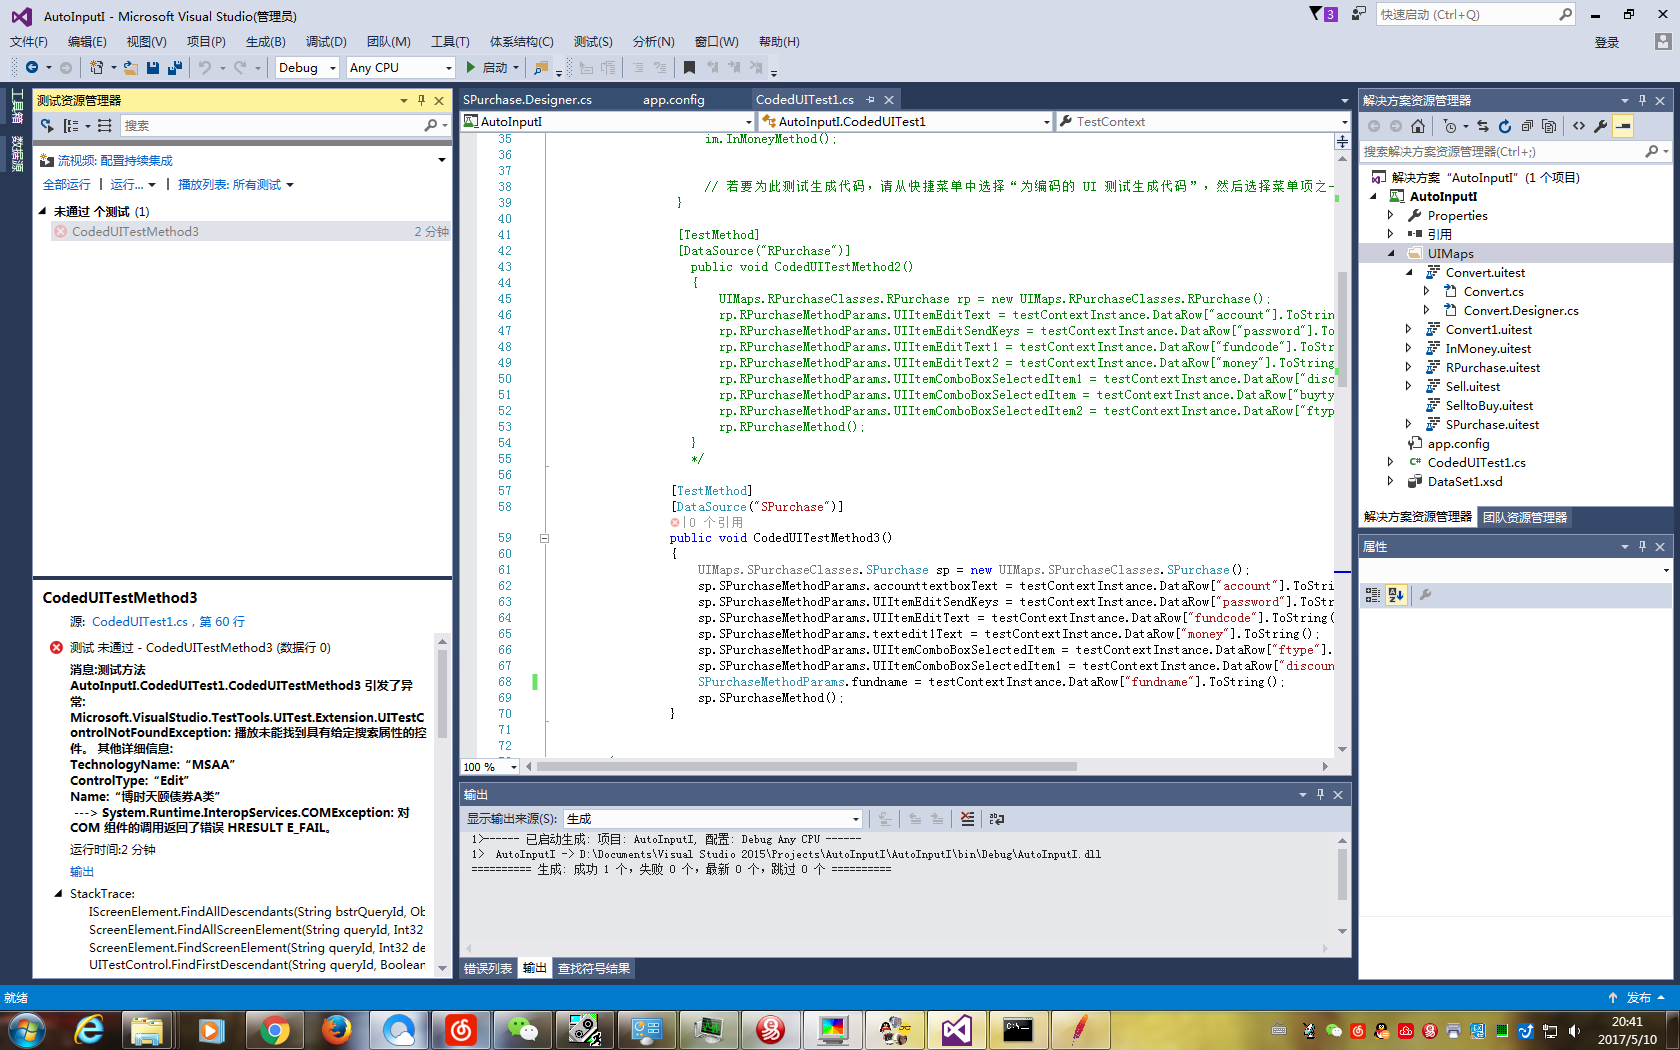 AutoInputI - Microsoft Visual Studio(管理员)
3
快速启动 (Ctrl+Q)
文件(F) 编辑(E) 视图(V) 项目(P) 生成(B) 调试(D) 团队(M) 工具(T) 体系结构(C) 测试(S) 分析(N) 窗口(W) 帮助(H)
登录
Debug Any CPU 启动
工具箱
数据源
测试资源管理器
搜索
流视频: 配置持续集成
全部运行 | 运行... | 播放列表: 所有测试
未通过 个测试 (1)
CodedUITestMethod3 2 分钟
CodedUITestMethod3
源: CodedUITest1.cs，第 60 行
测试 未通过 - CodedUITestMethod3 (数据行 0)
消息:测试方法
AutoInputI.CodedUITest1.CodedUITestMethod3 引发了异
常:
Microsoft.VisualStudio.TestTools.UITest.Extension.UITestC
ontrolNotFoundException: 播放未能找到具有给定搜索属性的控
件。 其他详细信息:
TechnologyName: “MSAA”
ControlType: “Edit”
Name: “博时天颐债券A类”
---> System.Runtime.InteropServices.COMException: 对
COM 组件的调用返回了错误 HRESULT E_FAIL。
运行时间:2 分钟
输出
StackTrace:
IScreenElement.FindAllDescendants(String bstrQueryId, Ob
ScreenElement.FindAllScreenElement(String queryId, Int32
ScreenElement.FindScreenElement(String queryId, Int32 de
UITestControl.FindFirstDescendant(String queryId, Boolean
SPurchase.Designer.cs app.config CodedUITest1.cs
AutoInputI AutoInputI.CodedUITest1 TestContext
35 im.InMoneyMethod();
36
37
38 // 若要为此测试生成代码，请从快捷菜单中选择“为编码的 UI 测试生成代码”，然后选择菜单项之一
39 }
40
41 [TestMethod]
42 [DataSource("RPurchase")]
43 public void CodedUITestMethod2()
44 {
45 UIMaps.RPurchaseClasses.RPurchase rp = new UIMaps.RPurchaseClasses.RPurchase();
46 rp.RPurchaseMethodParams.UIItemEditText = testContextInstance.DataRow["account"].ToStrin
47 rp.RPurchaseMethodParams.UIItemEditSendKeys = testContextInstance.DataRow["password"].To
48 rp.RPurchaseMethodParams.UIItemEditText1 = testContextInstance.DataRow["fundcode"].ToStr
49 rp.RPurchaseMethodParams.UIItemEditText2 = testContextInstance.DataRow["money"].ToString
50 rp.RPurchaseMethodParams.UIItemComboBoxSelectedItem1 = testContextInstance.DataRow["disc
51 rp.RPurchaseMethodParams.UIItemComboBoxSelectedItem = testContextInstance.DataRow["buyty
52 rp.RPurchaseMethodParams.UIItemComboBoxSelectedItem2 = testContextInstance.DataRow["ftyp
53 rp.RPurchaseMethod();
54 }
55 */
56
57 [TestMethod]
58 [DataSource("SPurchase")]
|0 个引用
59 public void CodedUITestMethod3()
60 {
61 UIMaps.SPurchaseClasses.SPurchase sp = new UIMaps.SPurchaseClasses.SPurchase();
62 sp.SPurchaseMethodParams.accounttextboxText = testContextInstance.DataRow["account"].ToStri
63 sp.SPurchaseMethodParams.UIItemEditSendKeys = testContextInstance.DataRow["password"].ToStr
64 sp.SPurchaseMethodParams.UIItemEditText = testContextInstance.DataRow["fundcode"].ToString(
65 sp.SPurchaseMethodParams.textedit1Text = testContextInstance.DataRow["money"].ToString();
66 sp.SPurchaseMethodParams.UIItemComboBoxSelectedItem = testContextInstance.DataRow["ftype"].
67 sp.SPurchaseMethodParams.UIItemComboBoxSelectedItem1 = testContextInstance.DataRow["discoun
68 SPurchaseMethodParams.fundname = testContextInstance.DataRow["fundname"].ToString();
69 sp.SPurchaseMethod();
70 }
71
72
100 %
输出
显示输出来源(S): 生成
1>------ 已启动生成: 项目: AutoInputI, 配置: Debug Any CPU ------
1> AutoInputI -> D:\Documents\Visual Studio 2015\Projects\AutoInputI\AutoInputI\bin\Debug\AutoInputI.dll
========== 生成: 成功 1 个，失败 0 个，最新 0 个，跳过 0 个 ==========
错误列表 输出 查找符号结果
解决方案资源管理器
搜索解决方案资源管理器(Ctrl+;)
解决方案 “AutoInputI” (1 个项目)
AutoInputI
Properties
引用
UIMaps
Convert.uitest
Convert.cs
Convert.Designer.cs
Convert1.uitest
InMoney.uitest
RPurchase.uitest
Sell.uitest
SelltoBuy.uitest
SPurchase.uitest
app.config
CodedUITest1.cs
DataSet1.xsd
解决方案资源管理器 团队资源管理器
属性
就绪
发布
20:41
2017/5/10